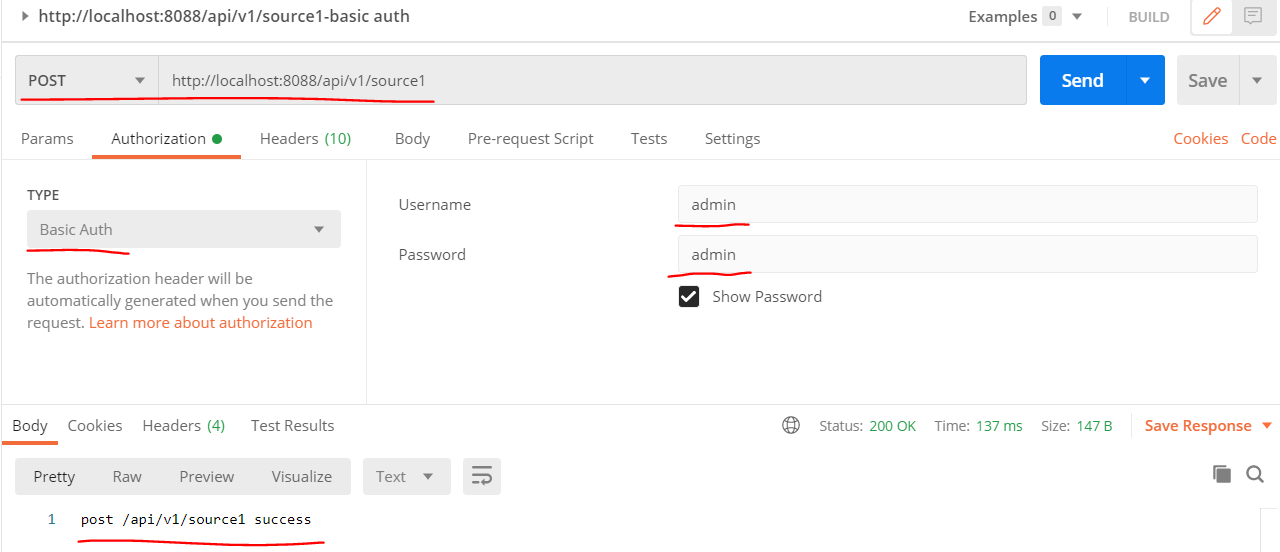 http://localhost:8088/api/v1/source1-basic auth Examples 0 BUILD
POST http://localhost:8088/api/v1/source1 Send Save
Params Authorization Headers (10) Body Pre-request Script Tests Settings Cookies Code
TYPE
Basic Auth
The authorization header will be
automatically generated when you send the
request. Learn more about authorization
Username admin
Password admin
Show Password
Body Cookies Headers (4) Test Results Status: 200 OK Time: 137 ms Size: 147 B Save Response
Pretty Raw Preview Visualize Text
1 post /api/v1/source1 success